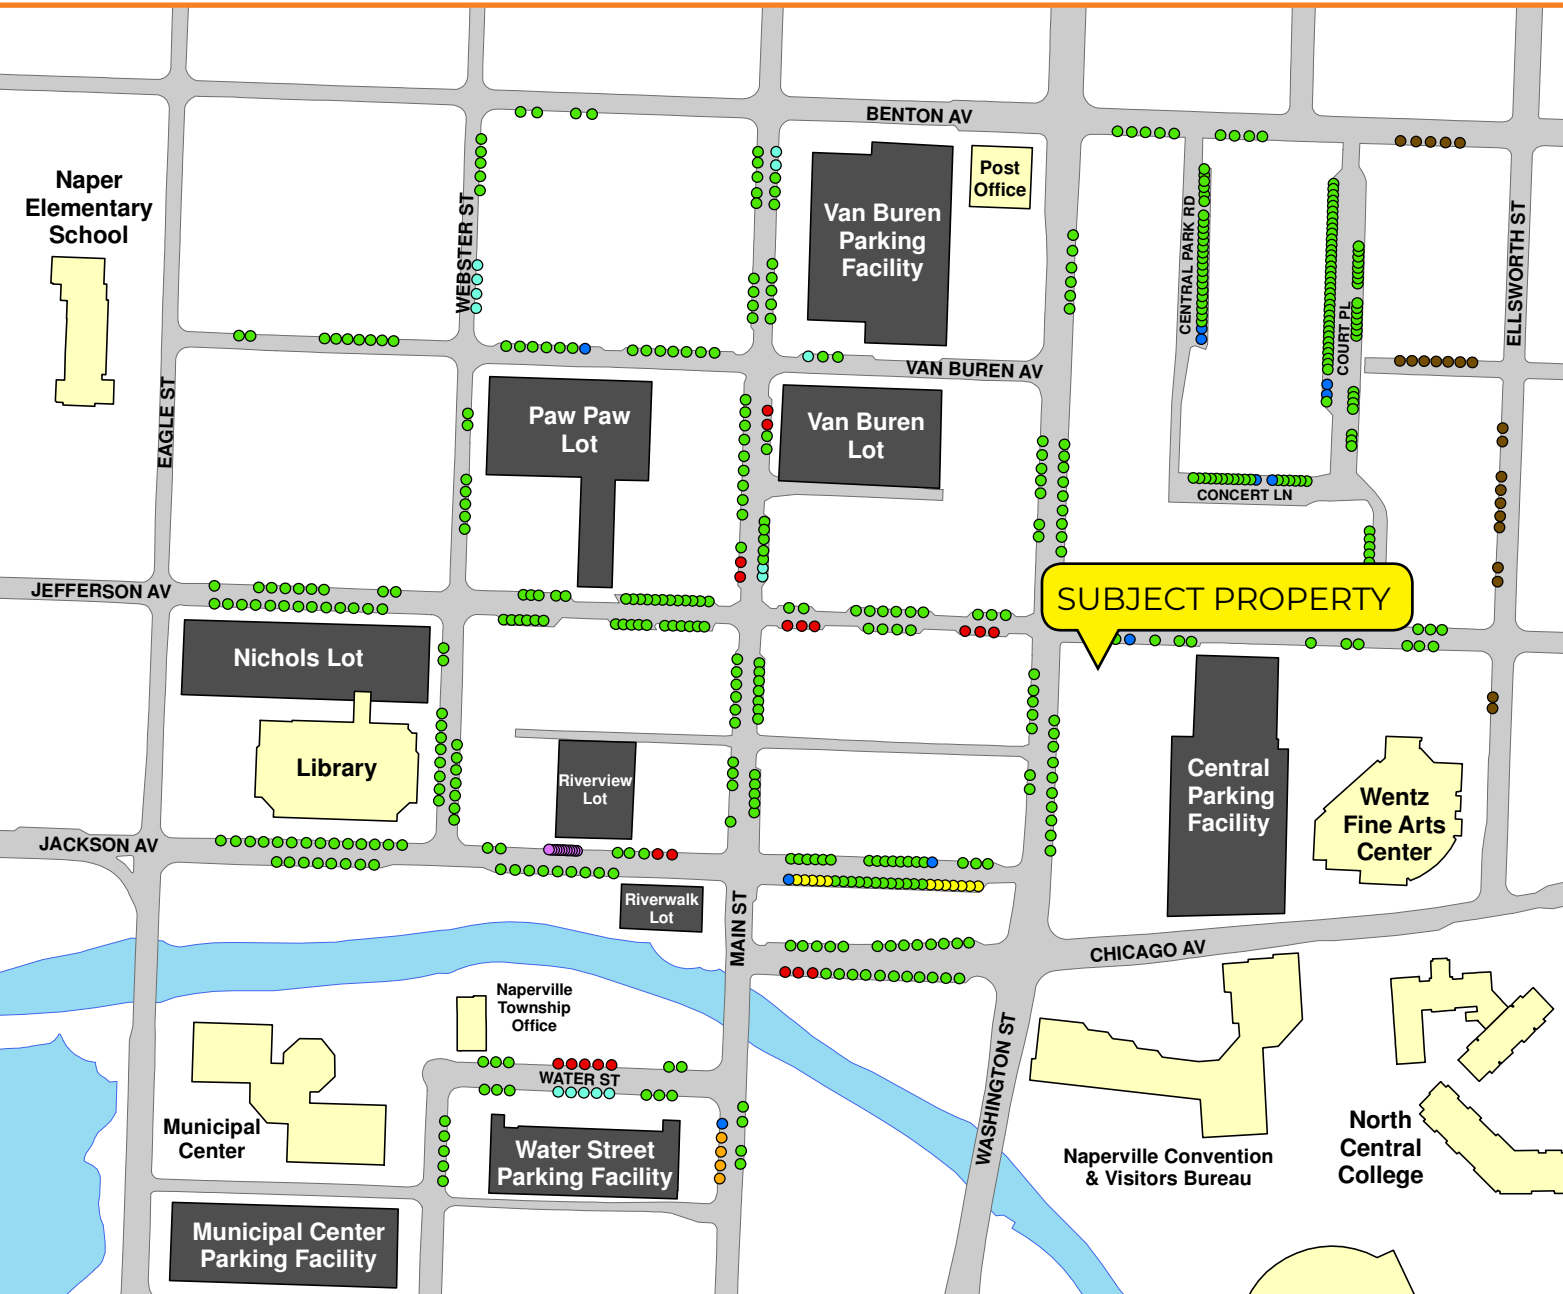 BENTON AV
Naper
Elementary
School
WEBSTER ST
Van Buren
Parking
Facility
Post
Office
CENTRAL PARK RD
COURT PL
ELLSWORTH ST
VAN BUREN AV
EAGLE ST
Paw Paw
Lot
Van Buren
Lot
CONCERT LN
JEFFERSON AV
SUBJECT PROPERTY
Nichols Lot
Library
Riverview
Lot
Central
Parking
Facility
Wentz
Fine Arts
Center
JACKSON AV
Riverwalk
Lot
MAIN ST
CHICAGO AV
Naperville
Township
Office
WATER ST
WASHINGTON ST
Municipal
Center
Water Street
Parking Facility
Naperville Convention
& Visitors Bureau
North
Central
College
Municipal Center
Parking Facility